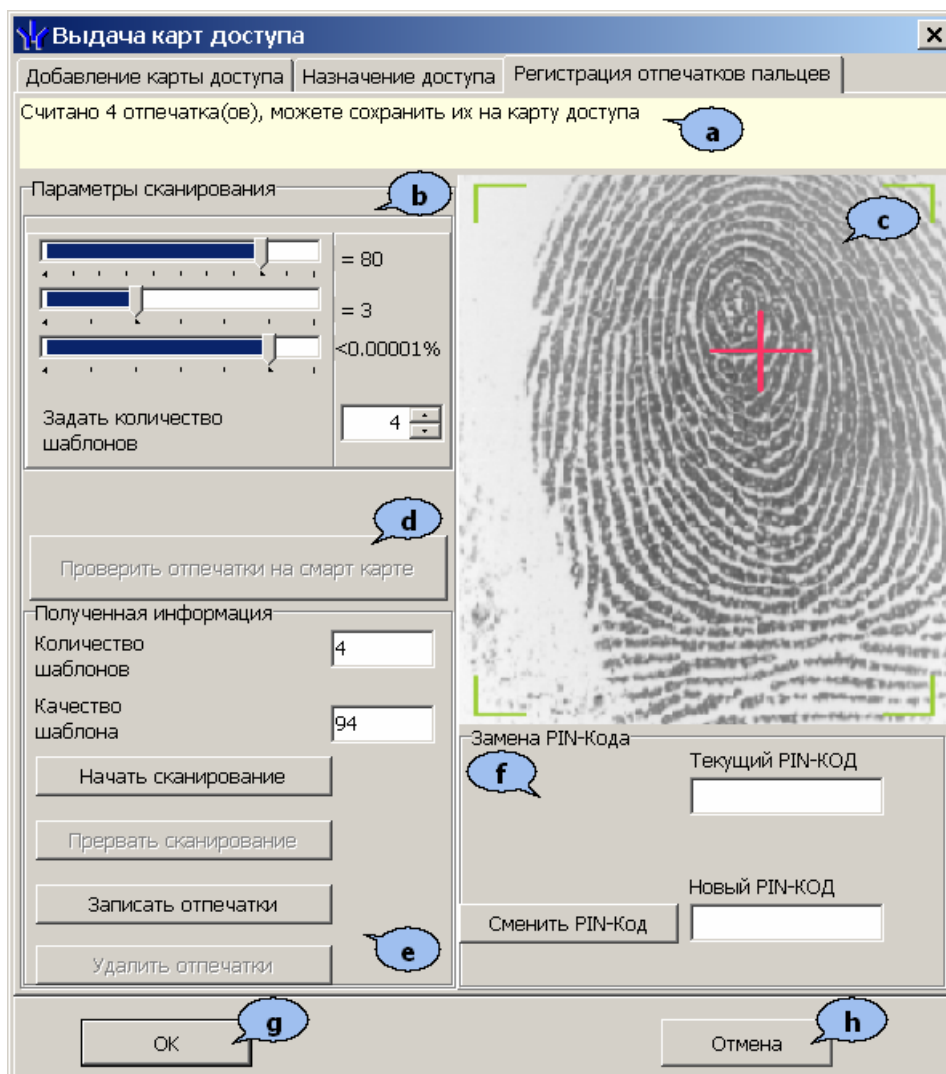 Выдача карт доступа
Добавление карты доступа
Назначение доступа
Регистрация отпечатков пальцев
Считано 4 отпечатка(ов), можете сохранить их на карту доступа
a
Параметры сканирования
b
c
= 80
= 3
<0.00001%
Задать количество
шаблонов
4
d
Проверить отпечатки на смарт карте
Полученная информация
Количество
шаблонов
4
Качество
шаблона
94
Начать сканирование
Прервать сканирование
Записать отпечатки
Удалить отпечатки
e
Замена PIN-Кода
f
Текущий PIN-КОД
Новый PIN-КОД
Сменить PIN-Код
g
OK
h
Отмена